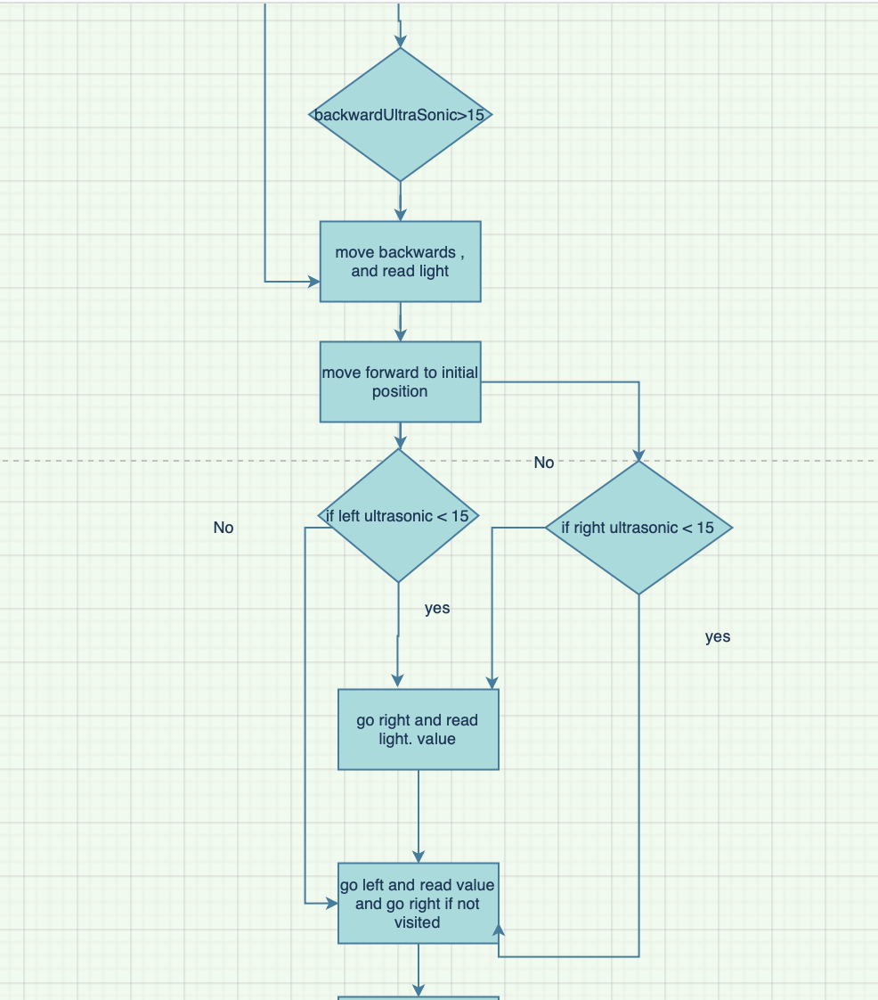 backwardUltraSonic>15
move backwards ,
and read light
move forward to initial
position
No
if left ultrasonic < 15
if right ultrasonic < 15
No
yes
yes
go right and read
light. value
go left and read value
and go right if not
visited